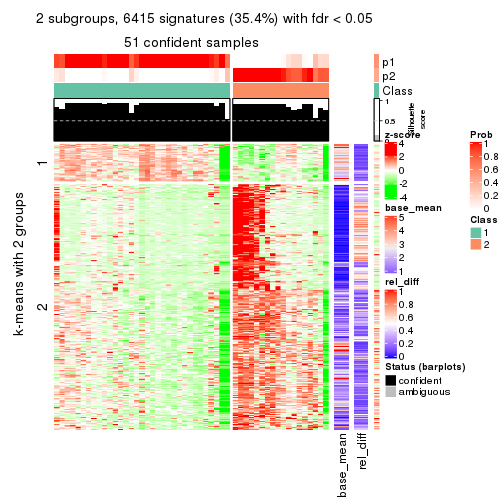 2 subgroups, 6415 signatures (35.4%) with fdr < 0.05
51 confident samples
p1
p2
Class
1
0.5
0
Silhouette
score
k-means with 2 groups
1
2
base_mean
rel_diff
z-score
4
2
0
-2
-4
base_mean
5
4
3
2
1
rel_diff
1
0.8
0.6
0.4
0.2
0
Status (barplots)
confident
ambiguous
Prob
1
0.8
0.6
0.4
0.2
0
Class
1
2